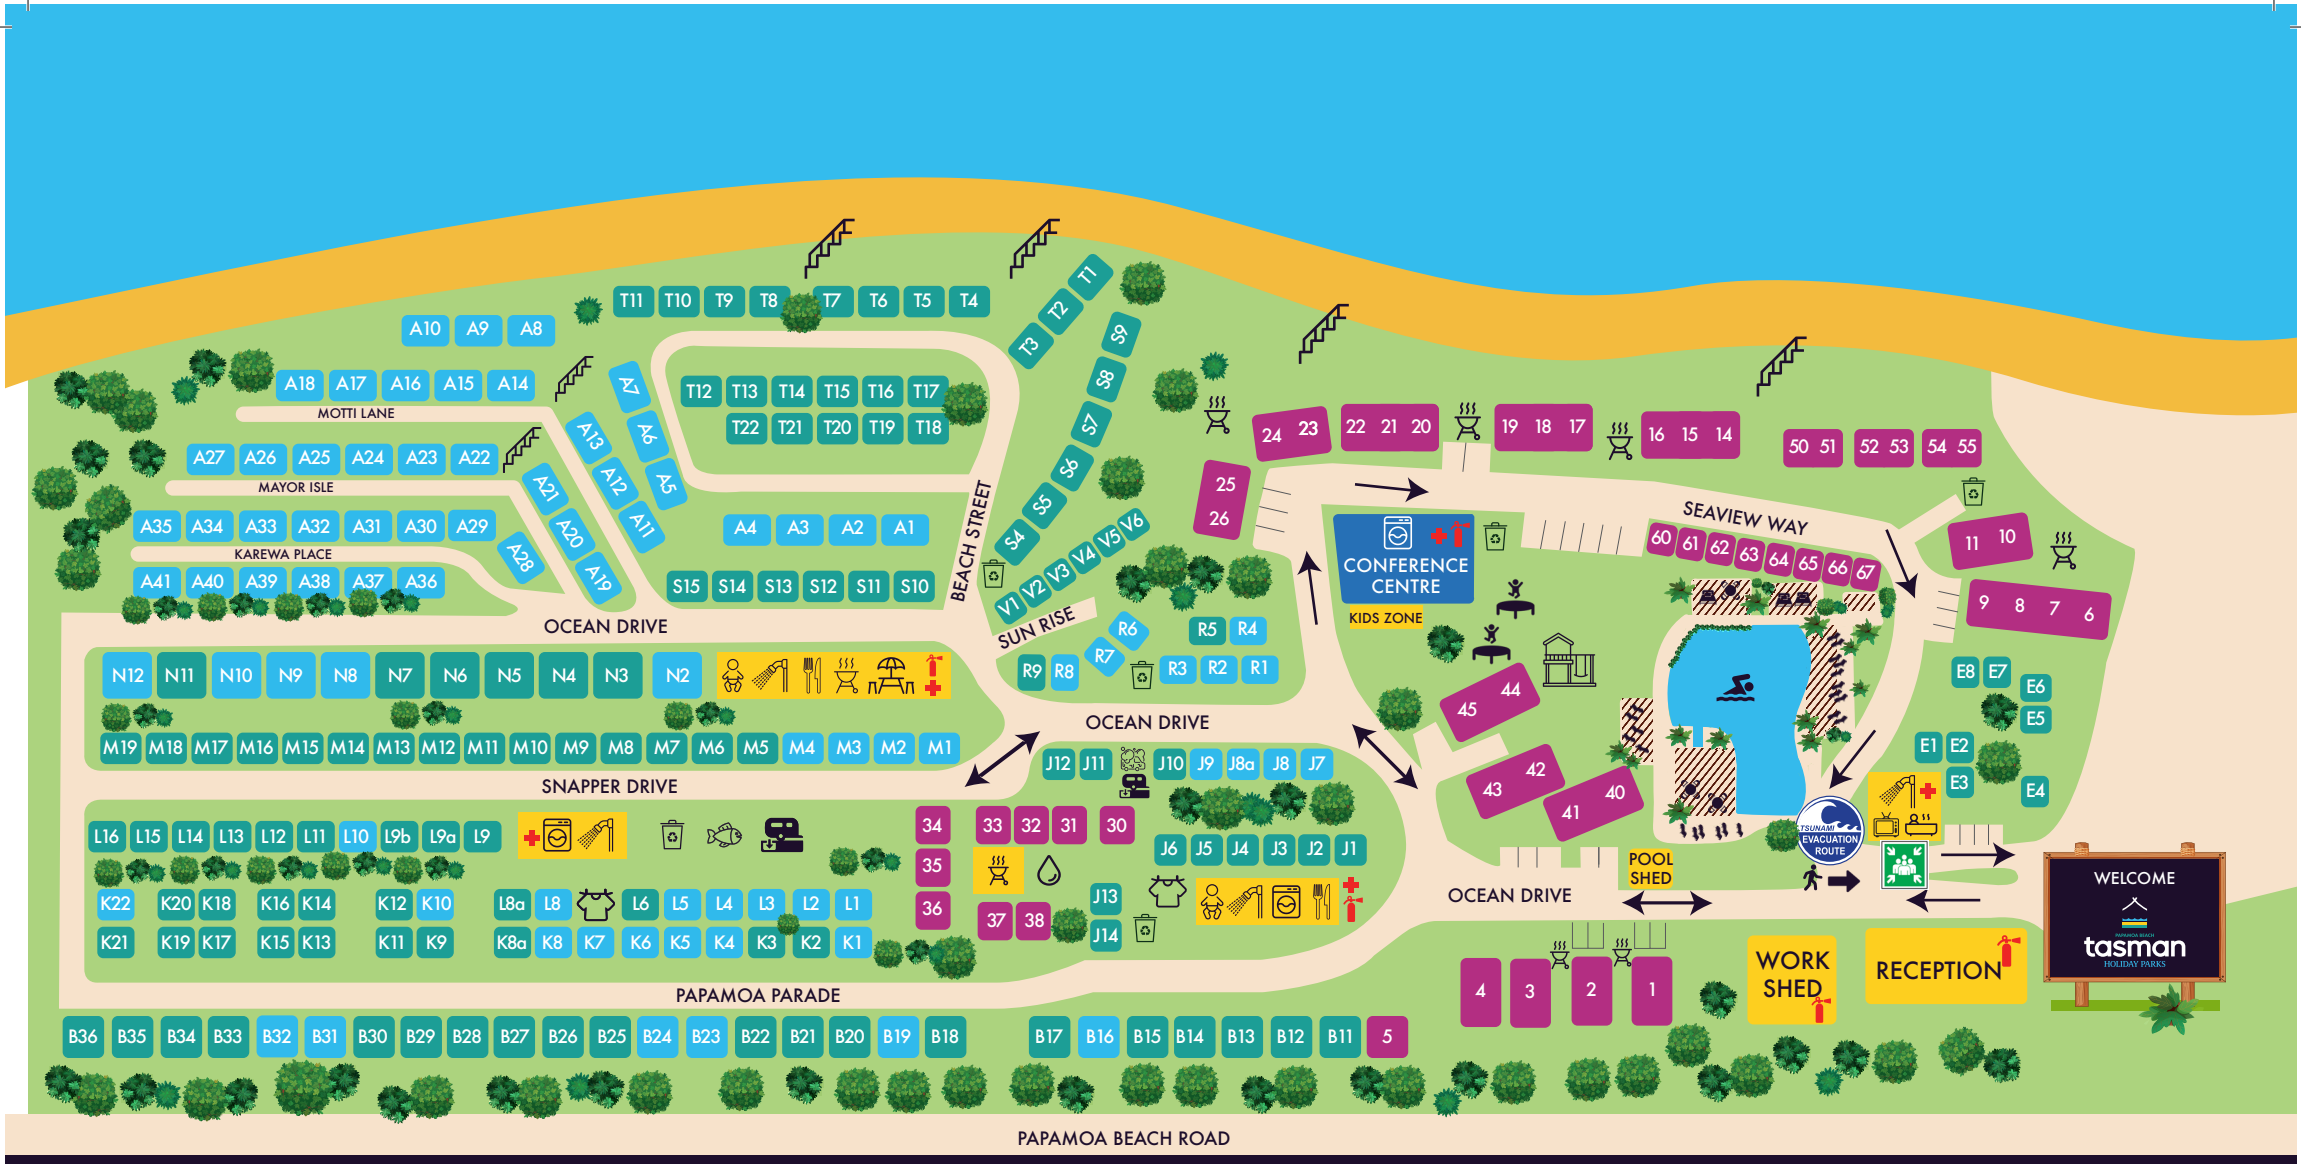 T11 T10 T9 T8 T7 T6 T5 T4
T1
T2
T3
A10 A9 A8
S9
S8
S7
S6
S5
S4
A18 A17 A16 A15 A14
MOTTI LANE
A7
A6
A5
A13
A12
A11
T12 T13 T14 T15 T16 T17
T22 T21 T20 T19 T18
A27 A26 A25 A24 A23 A22
MAYOR ISLE
A21
A20
A19
A35 A34 A33 A32 A31 A30 A29
KAREWA PLACE
A28
A41 A40 A39 A38 A37 A36
A4 A3 A2 A1
S15 S14 S13 S12 S11 S10
BEACH STREET
V1 V2 V3 V4 V5 V6
SUN RISE
24 23
22 21 20
19 18 17
16 15 14
50 51
52 53
54 55
25
26
SEAVIEW WAY
CONFERENCE
CENTRE
KIDS ZONE
60 61 62 63 64 65 66 67
11 10
9 8 7 6
OCEAN DRIVE
R6
R7
R5 R4
R9 R8
R3 R2 R1
N12 N11 N10 N9 N8 N7 N6 N5 N4 N3 N2
OCEAN DRIVE
44
45
E8 E7
E6
E5
E1 E2
E3
E4
M19 M18 M17 M16 M15 M14 M13 M12 M11 M10 M9 M8 M7 M6 M5 M4 M3 M2 M1
SNAPPER DRIVE
J12 J11 J10 J9 J8a J8 J7
42
43
40
41
L16 L15 L14 L13 L12 L11 L10 L9b L9a L9
34
35
36
33 32 31 30
37 38
J6 J5 J4 J3 J2 J1
J13
J14
TSUNAMI
EVACUATION
ROUTE
POOL
SHED
OCEAN DRIVE
WELCOME
PAPAMOA BEACH
tasman
HOLIDAY PARKS
K22 K20 K18 K16 K14 K12 K10 L8a L8 L6 L5 L4 L3 L2 L1
K21 K19 K17 K15 K13 K11 K9 K8a K8 K7 K6 K5 K4 K3 K2 K1
4 3 2 1
WORK
SHED
RECEPTION
PAPAMOA PARADE
B36 B35 B34 B33 B32 B31 B30 B29 B28 B27 B26 B25 B24 B23 B22 B21 B20 B19 B18 B17 B16 B15 B14 B13 B12 B11 5
PAPAMOA BEACH ROAD